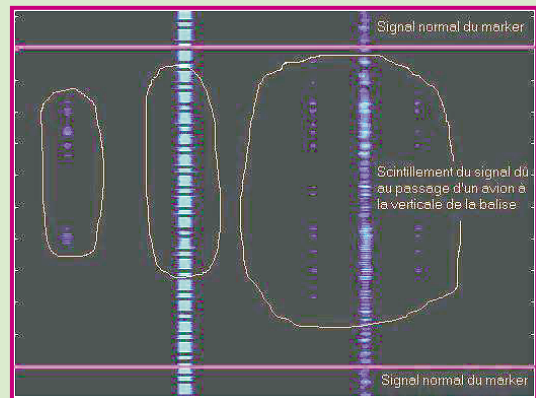 Signal normal du marker
Scintillement du signal dû
au passage d'un avion à
la verticale de la balise
Signal normal du marker